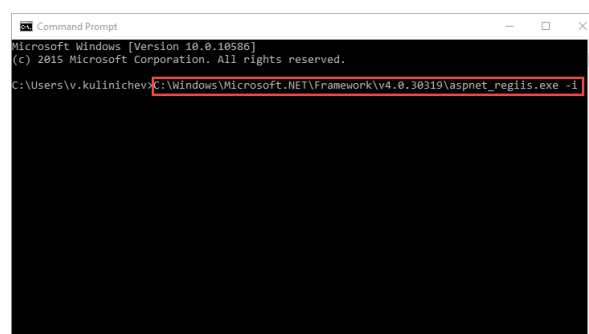 Command Prompt
Microsoft Windows [Version 10.0.10586]
(c) 2015 Microsoft Corporation. All rights reserved.
C:\Users\v.kulinichev>C:\Windows\Microsoft.NET\Framework\v4.0.30319\aspnet_regiis.exe -i